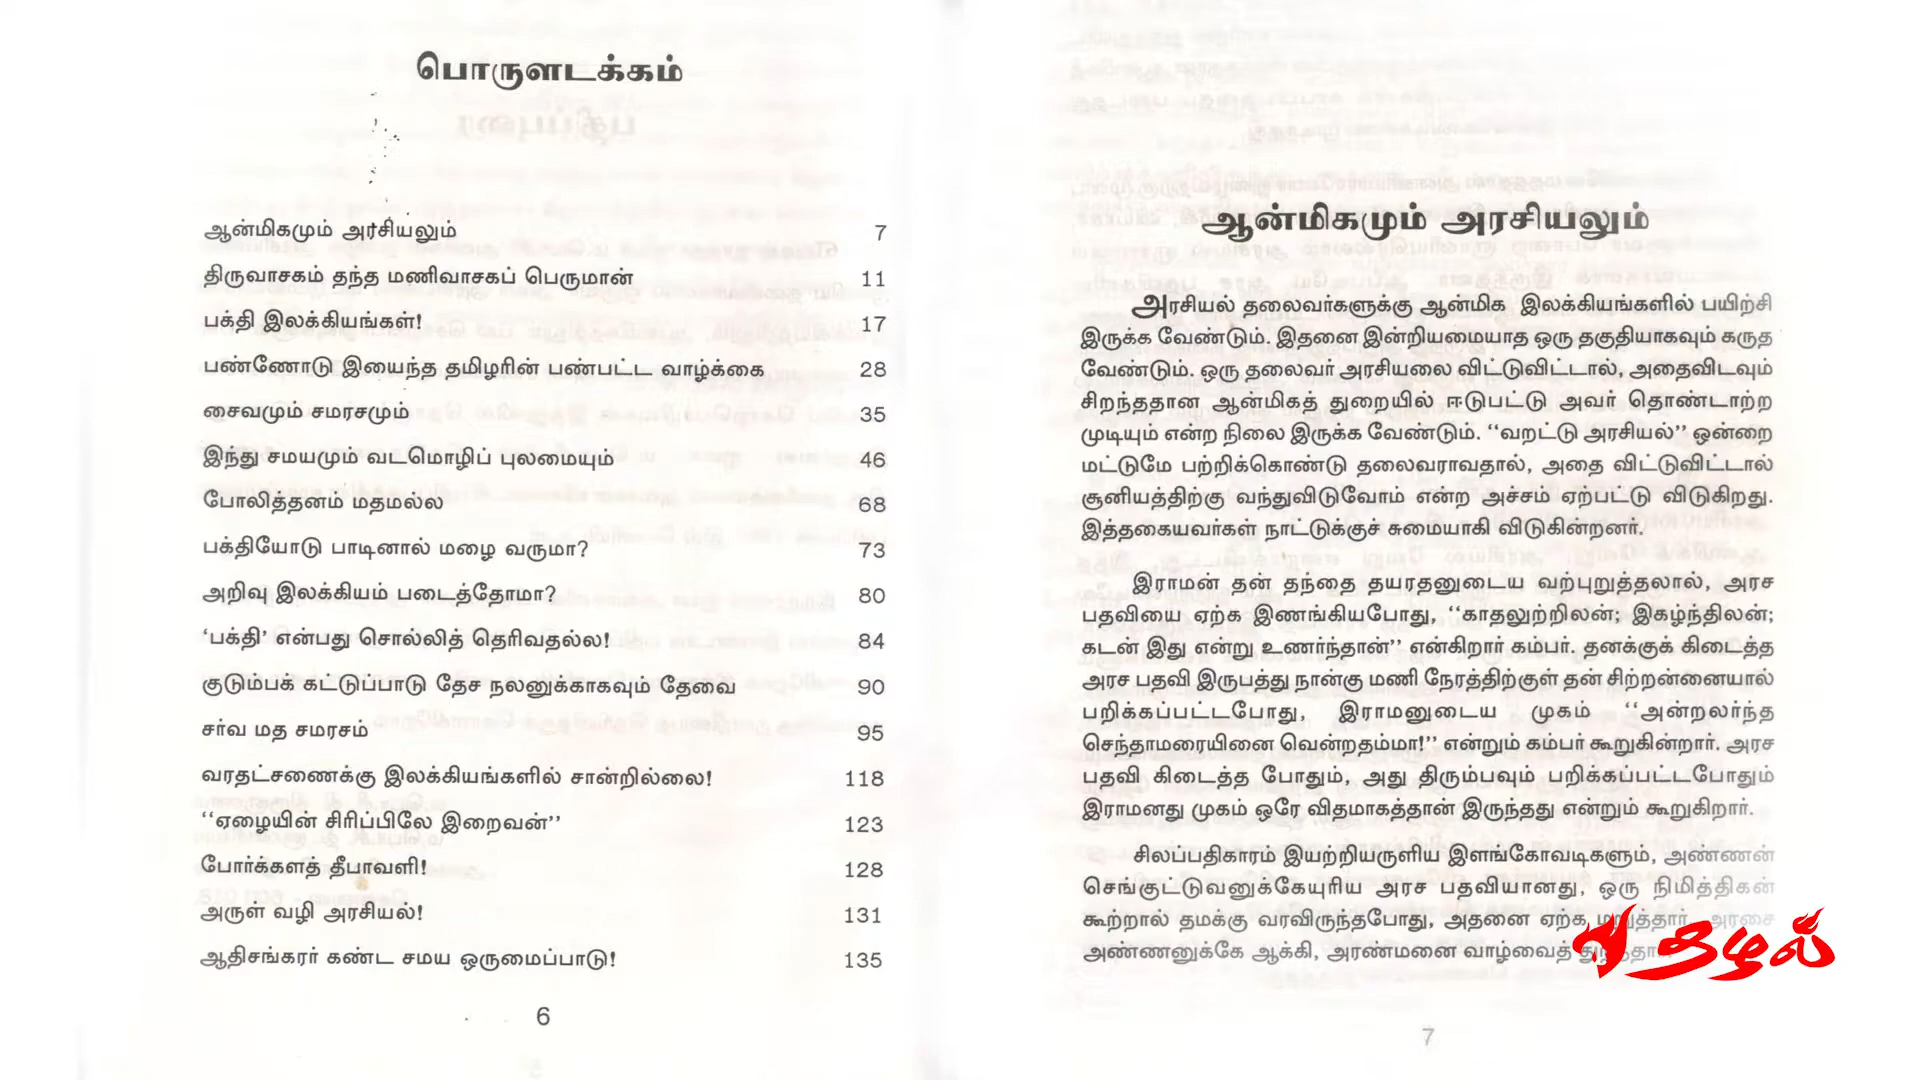 பொருளடக்கம்
ஆன்மிகமும் அரசியலும் 7
திருவாசகம் தந்த மணிவாசகப் பெருமான் 11
பக்தி இலக்கியங்கள்! 17
பண்ணோடு இயைந்த தமிழரின் பண்பட்ட வாழ்க்கை 28
சைவமும் சமரசமும் 35
இந்து சமயமும் வடமொழிப் புலமையும் 46
போலித்தனம் மதமல்ல 68
பக்தியோடு பாடினால் மழை வருமா? 73
அறிவு இலக்கியம் படைத்தோமா? 80
‘பக்தி’ என்பது சொல்லித் தெரிவதல்ல! 84
குடும்பக் கட்டுப்பாடு தேச நலனுக்காகவும் தேவை 90
சர்வ மத சமரசம் 95
வரதட்சணைக்கு இலக்கியங்களில் சான்றில்லை! 118
‘‘ஏழையின் சிரிப்பிலே இறைவன்’’ 123
போர்க்களத் தீபாவளி! 128
அருள் வழி அரசியல்! 131
ஆதிசங்கரர் கண்ட சமய ஒருமைப்பாடு! 135
6
ஆன்மிகமும் அரசியலும்
அரசியல் தலைவர்களுக்கு ஆன்மிக இலக்கியங்களில் பயிற்சி
இருக்க வேண்டும். இதனை இன்றியமையாத ஒரு தகுதியாகவும் கருத
வேண்டும். ஒரு தலைவர் அரசியலை விட்டுவிட்டால், அதைவிடவும்
சிறந்ததான ஆன்மிகத் துறையில் ஈடுபட்டு அவர் தொண்டாற்ற
முடியும் என்ற நிலை இருக்க வேண்டும். ‘‘வறட்டு அரசியல்’’ ஒன்றை
மட்டுமே பற்றிக்கொண்டு தலைவராவதால், அதை விட்டுவிட்டால்
சூனியத்திற்கு வந்துவிடுவோம் என்ற அச்சம் ஏற்பட்டு விடுகிறது.
இத்தகையவர்கள் நாட்டுக்குச் சுமையாகி விடுகின்றனர்.
இராமன் தன் தந்தை தயரதனுடைய வற்புறுத்தலால், அரச
பதவியை ஏற்க இணங்கியபோது, ‘‘காதலுற்றிலன்; இகழ்ந்திலன்;
கடன் இது என்று உணர்ந்தான்’’ என்கிறார் கம்பர். தனக்குக் கிடைத்த
அரச பதவி இருபத்து நான்கு மணி நேரத்திற்குள் தன் சிற்றன்னையால்
பறிக்கப்பட்டபோது, இராமனுடைய முகம் ‘‘அன்றலர்ந்த
செந்தாமரையினை வென்றதம்மா!’’ என்றும் கம்பர் கூறுகின்றார். அரச
பதவி கிடைத்த போதும், அது திரும்பவும் பறிக்கப்பட்டபோதும்
இராமனது முகம் ஒரே விதமாகத்தான் இருந்தது என்றும் கூறுகிறார்.
சிலப்பதிகாரம் இயற்றியருளிய இளங்கோவடிகளும், அண்ணன்
செங்குட்டுவனுக்கேயுரிய அரச பதவியானது, ஒரு நிமித்திகன்
கூற்றால் தமக்கு வரவிருந்தபோது, அதனை ஏற்க மறுத்தார். அரசை
அண்ணனுக்கே ஆக்கி, அரண்மனை வாழ்வைத்
தழல்
7